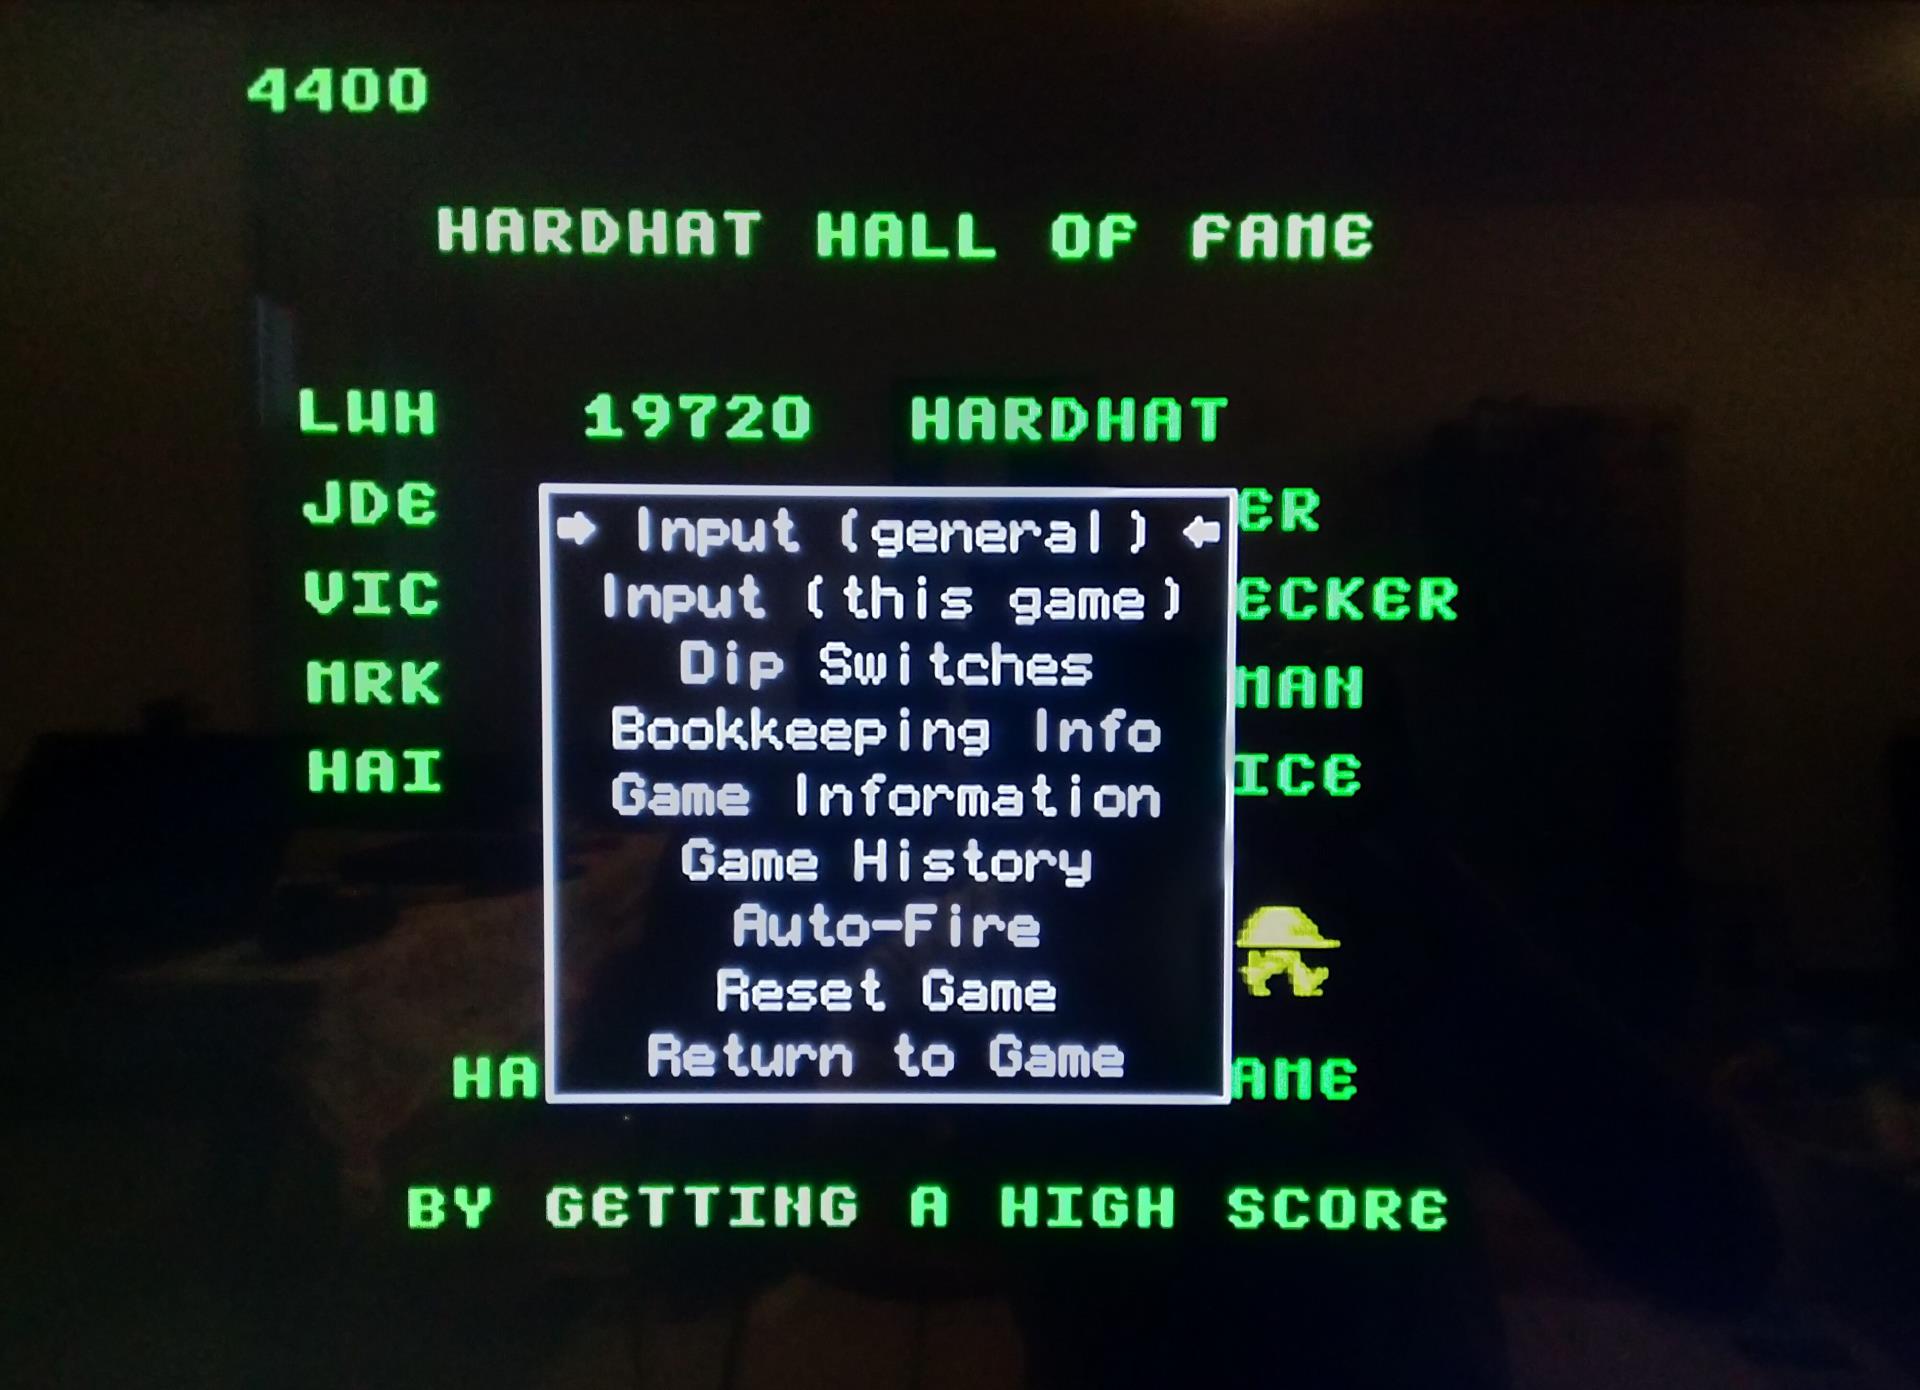 4400
HARDHAT HALL OF FAME
LWH 19720 HARDHAT
JDE ER
VIC ECKER
MRK MAN
HAI ICE
Input (general)
Input (this game)
Dip Switches
Bookkeeping Info
Game Information
Game History
Auto-Fire
Reset Game
Return to Game
HA AME
BY GETTING A HIGH SCORE